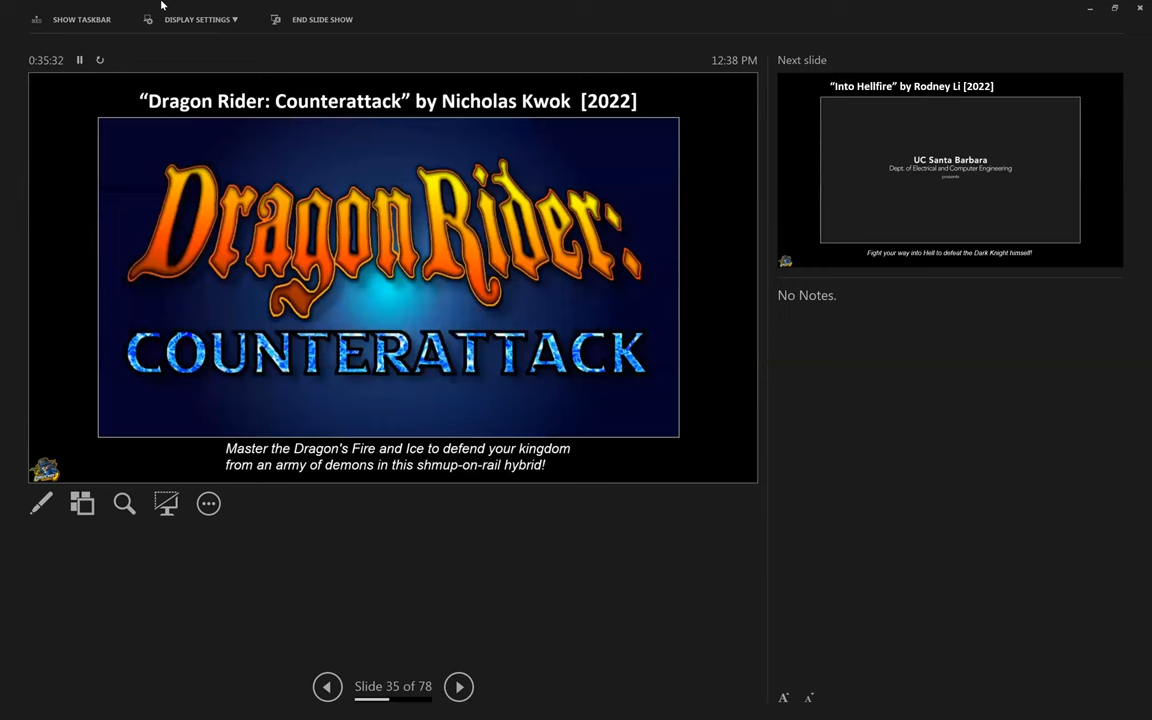 SHOW TASKBAR
DISPLAY SETTINGS ▼
END SLIDE SHOW
0:35:32
12:38 PM
“Dragon Rider: Counterattack” by Nicholas Kwok [2022]
Dragon Rider:
COUNTERATTACK
Master the Dragon's Fire and Ice to defend your kingdom
from an army of demons in this shmup-on-rail hybrid!
Slide 35 of 78
Next slide
“Into Hellfire” by Rodney Li [2022]
UC Santa Barbara
Dept. of Electrical and Computer Engineering
presents
Fight your way into Hell to defeat the Dark Knight himself!
No Notes.
A A